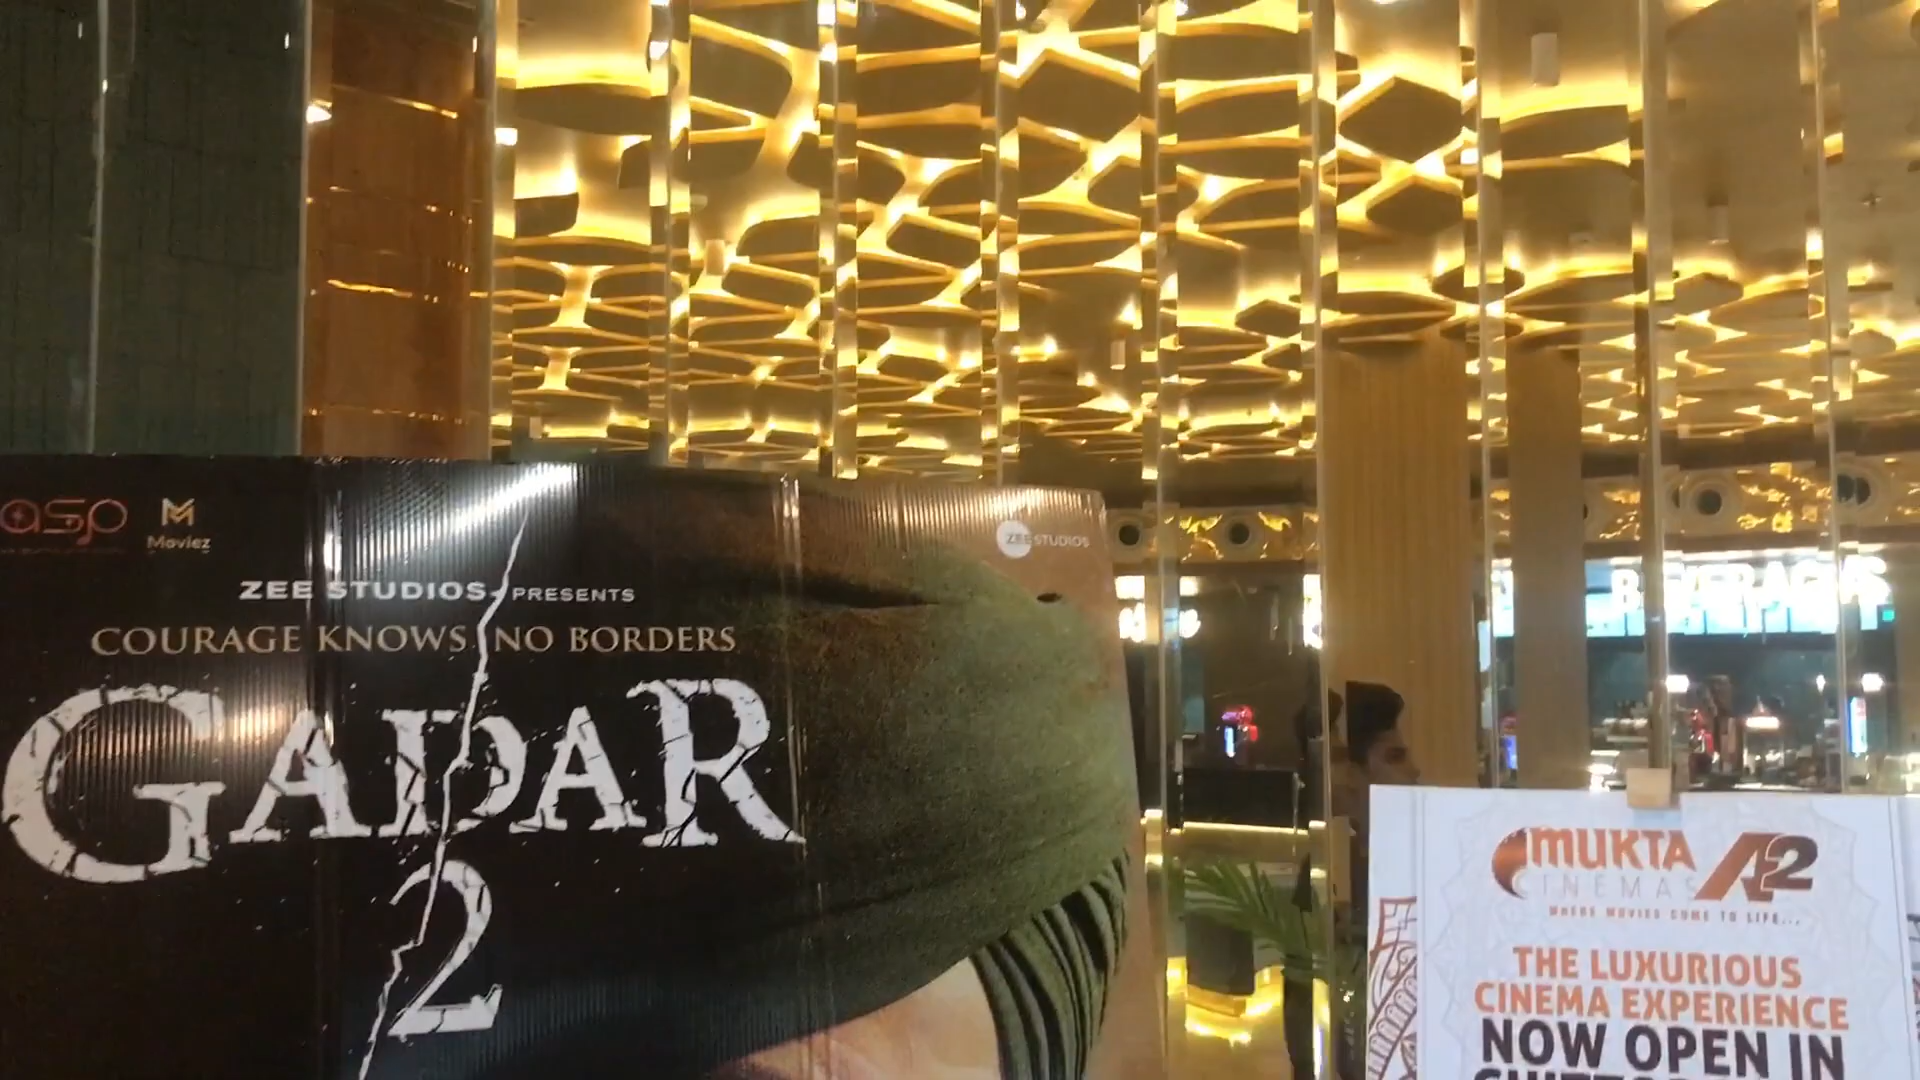 asp
Moviez
ZEE STUDIOS
ZEE STUDIOS PRESENTS
COURAGE KNOWS NO BORDERS
GADAR
2
BEVERAGES
MUKTA A2
CINEMAS
WHERE MOVIES COME TO LIFE...
THE LUXURIOUS
CINEMA EXPERIENCE
NOW OPEN IN